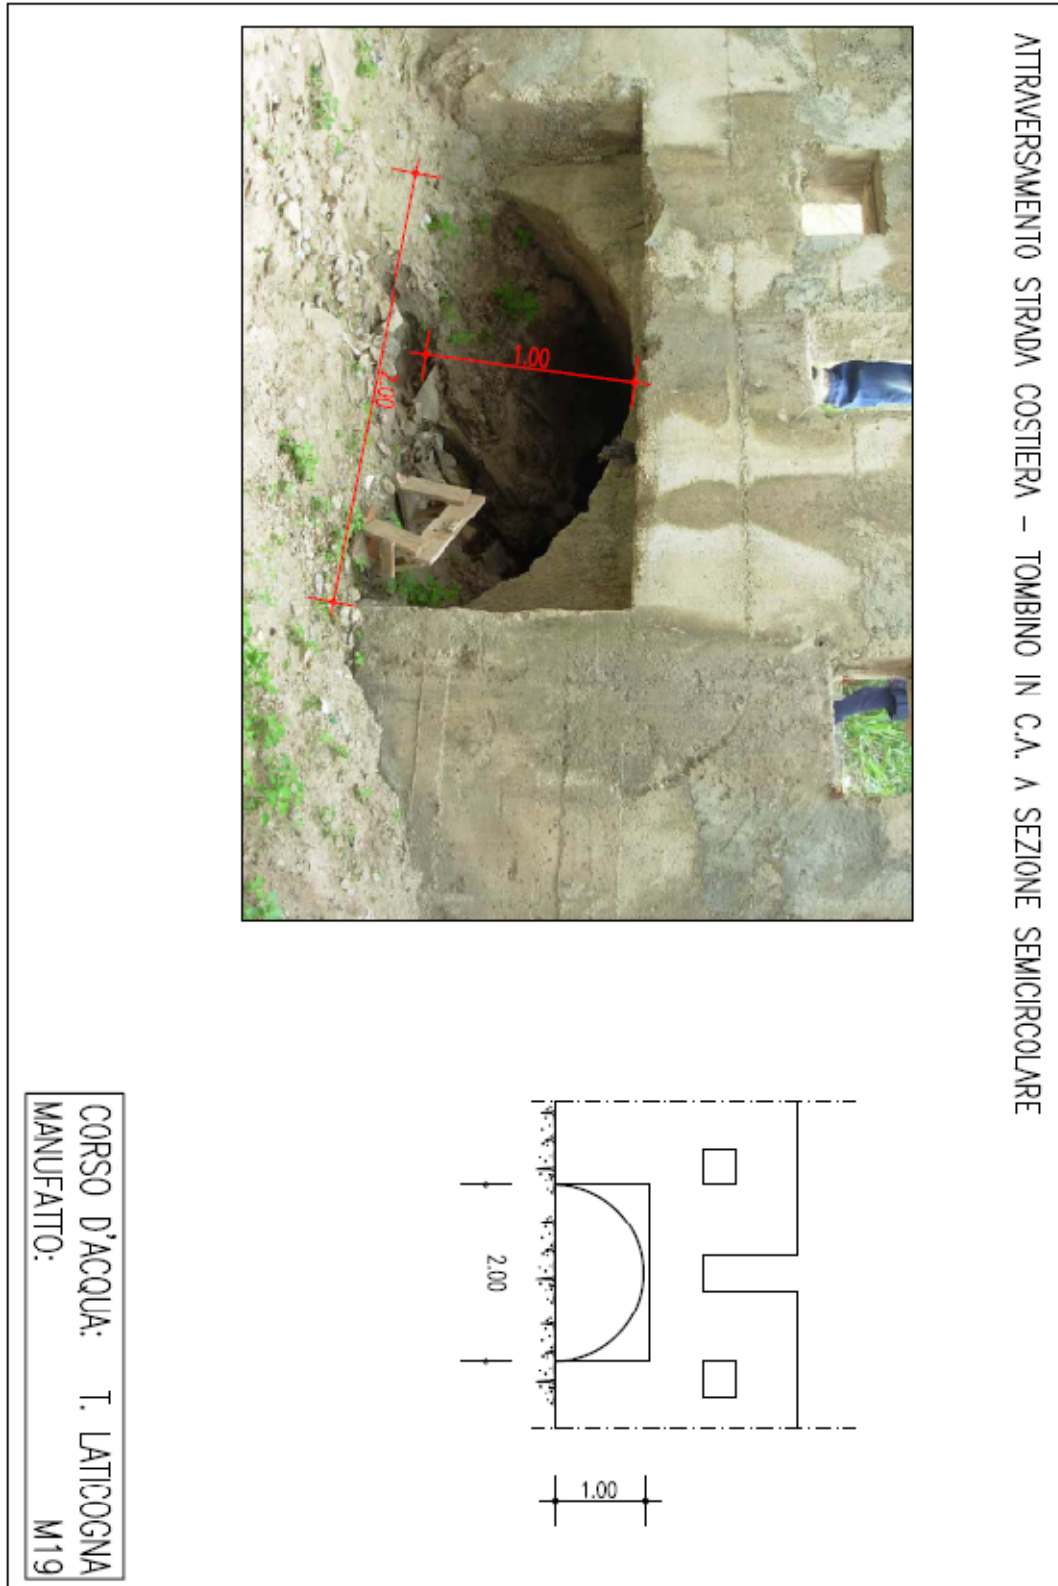 ATTRAVERSAMENTO STRADA COSTIERA - TOMBINO IN C.A. A SEZIONE SEMICIRCOLARE
1.00
2.00
2.00
1.00
CORSO D'ACQUA: T. LATICOGNA
MANUFATTO: M19